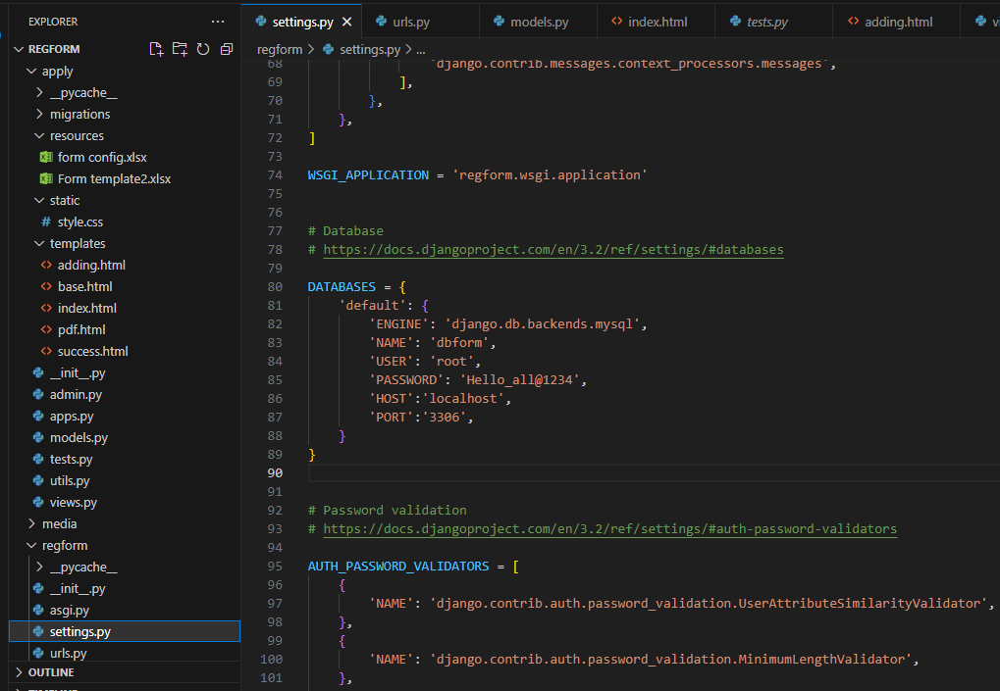 EXPLORER ...
REGFORM
apply
__pycache__
migrations
resources
form config.xlsx
Form template2.xlsx
static
# style.css
templates
<> adding.html
<> base.html
<> index.html
<> pdf.html
<> success.html
__init__.py
admin.py
apps.py
models.py
tests.py
utils.py
views.py
media
regform
__pycache__
__init__.py
asgi.py
settings.py
urls.py
OUTLINE
settings.py × urls.py models.py <> index.html tests.py <> adding.html
regform > settings.py > ...
68 'django.contrib.messages.context_processors.messages',
69 ],
70 },
71 },
72 ]
73
74 WSGI_APPLICATION = 'regform.wsgi.application'
75
76
77 # Database
78 # https://docs.djangoproject.com/en/3.2/ref/settings/#databases
79
80 DATABASES = {
81 'default': {
82 'ENGINE': 'django.db.backends.mysql',
83 'NAME': 'dbform',
84 'USER': 'root',
85 'PASSWORD': 'Hello_all@1234',
86 'HOST':'localhost',
87 'PORT':'3306',
88 }
89 }
90
91
92 # Password validation
93 # https://docs.djangoproject.com/en/3.2/ref/settings/#auth-password-validators
94
95 AUTH_PASSWORD_VALIDATORS = [
96 {
97 'NAME': 'django.contrib.auth.password_validation.UserAttributeSimilarityValidator',
98 },
99 {
100 'NAME': 'django.contrib.auth.password_validation.MinimumLengthValidator',
101 },